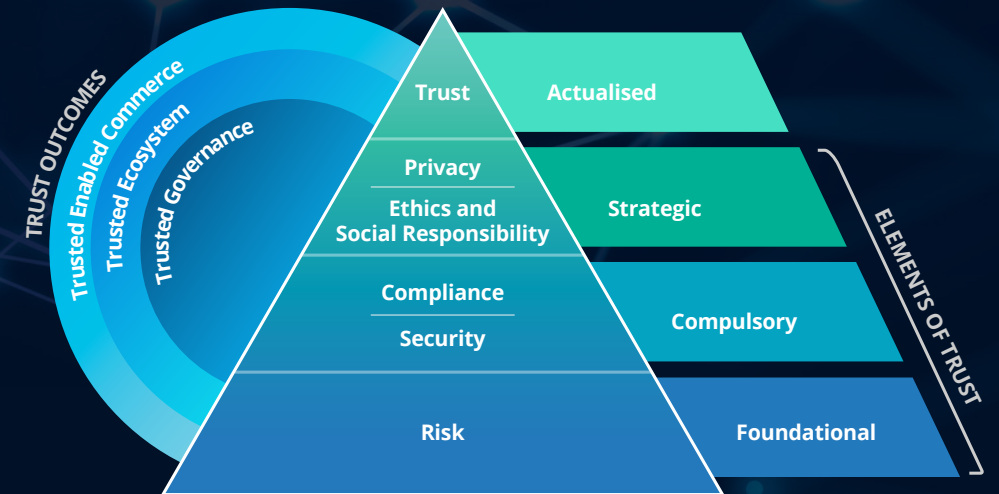 TRUST OUTCOMES
Trusted Enabled Commerce
Trusted Ecosystem
Trusted Governance
Trust
Actualised
Privacy
Ethics and
Social Responsibility
Strategic
Compliance
Security
Compulsory
Risk
Foundational
ELEMENTS OF TRUST